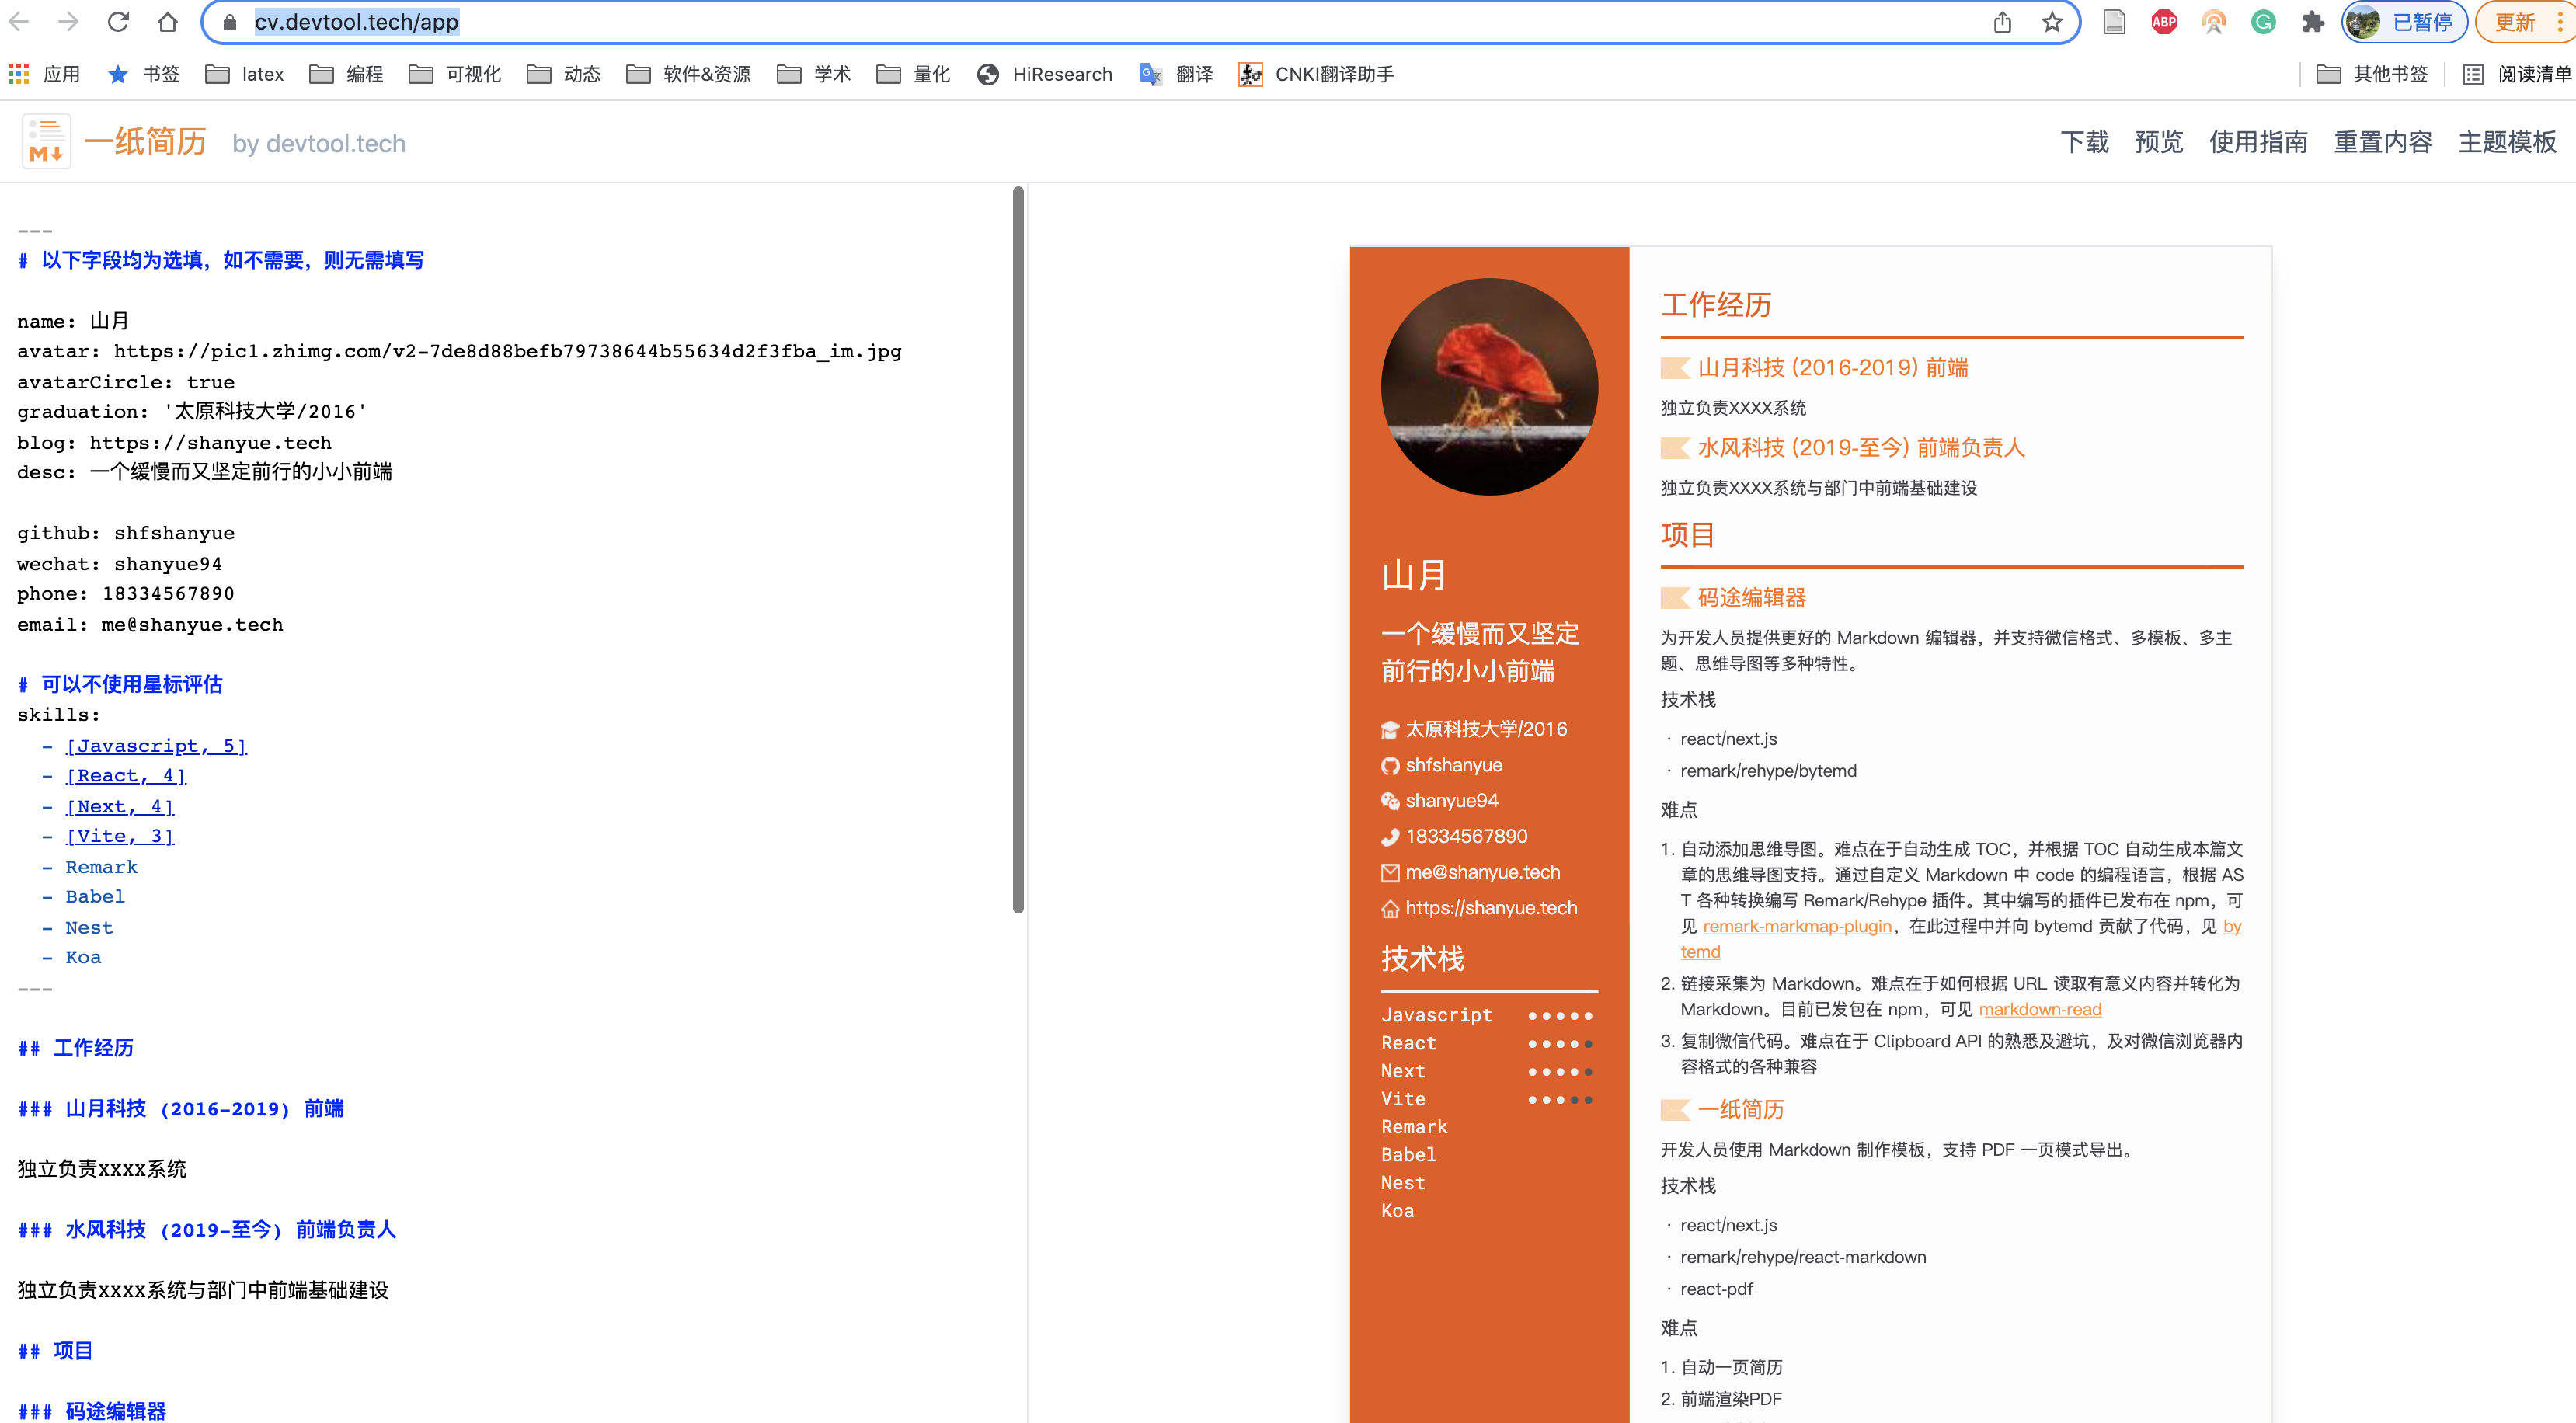 cv.devtool.tech/app
ABP
已暂停
更新
应用
书签
latex
编程
可视化
动态
软件&资源
学术
量化
HiResearch
翻译
CNKI翻译助手
其他书签
阅读清单
M
一纸简历
by devtool.tech
下载
预览
使用指南
重置内容
主题模板
---
# 以下字段均为选填，如不需要，则无需填写
name: 山月
avatar: https://pic1.zhimg.com/v2-7de8d88befb79738644b55634d2f3fba_im.jpg
avatarCircle: true
graduation: '太原科技大学/2016'
blog: https://shanyue.tech
desc: 一个缓慢而又坚定前行的小小前端
github: shfshanyue
wechat: shanyue94
phone: 18334567890
email: me@shanyue.tech
# 可以不使用星标评估
skills:
- [Javascript, 5]
- [React, 4]
- [Next, 4]
- [Vite, 3]
- Remark
- Babel
- Nest
- Koa
---
## 工作经历
### 山月科技 (2016-2019) 前端
独立负责xxxx系统
### 水风科技 (2019-至今) 前端负责人
独立负责xxxx系统与部门中前端基础建设
## 项目
### 码途编辑器
山月
一个缓慢而又坚定
前行的小小前端
太原科技大学/2016
shfshanyue
shanyue94
18334567890
me@shanyue.tech
https://shanyue.tech
技术栈
Javascript
React
Next
Vite
Remark
Babel
Nest
Koa
工作经历
山月科技 (2016-2019) 前端
独立负责XXXX系统
水风科技 (2019-至今) 前端负责人
独立负责XXXX系统与部门中前端基础建设
项目
码途编辑器
为开发人员提供更好的 Markdown 编辑器，并支持微信格式、多模板、多主
题、思维导图等多种特性。
技术栈
· react/next.js
· remark/rehype/bytemd
难点
1. 自动添加思维导图。难点在于自动生成 TOC，并根据 TOC 自动生成本篇文
章的思维导图支持。通过自定义 Markdown 中 code 的编程语言，根据 AS
T 各种转换编写 Remark/Rehype 插件。其中编写的插件已发布在 npm，可
见 remark-markmap-plugin，在此过程中并向 bytemd 贡献了代码，见 by
temd
2. 链接采集为 Markdown。难点在于如何根据 URL 读取有意义内容并转化为
Markdown。目前已发包在 npm，可见 markdown-read
3. 复制微信代码。难点在于 Clipboard API 的熟悉及避坑，及对微信浏览器内
容格式的各种兼容
一纸简历
开发人员使用 Markdown 制作模板，支持 PDF 一页模式导出。
技术栈
· react/next.js
· remark/rehype/react-markdown
· react-pdf
难点
1. 自动一页简历
2. 前端渲染PDF